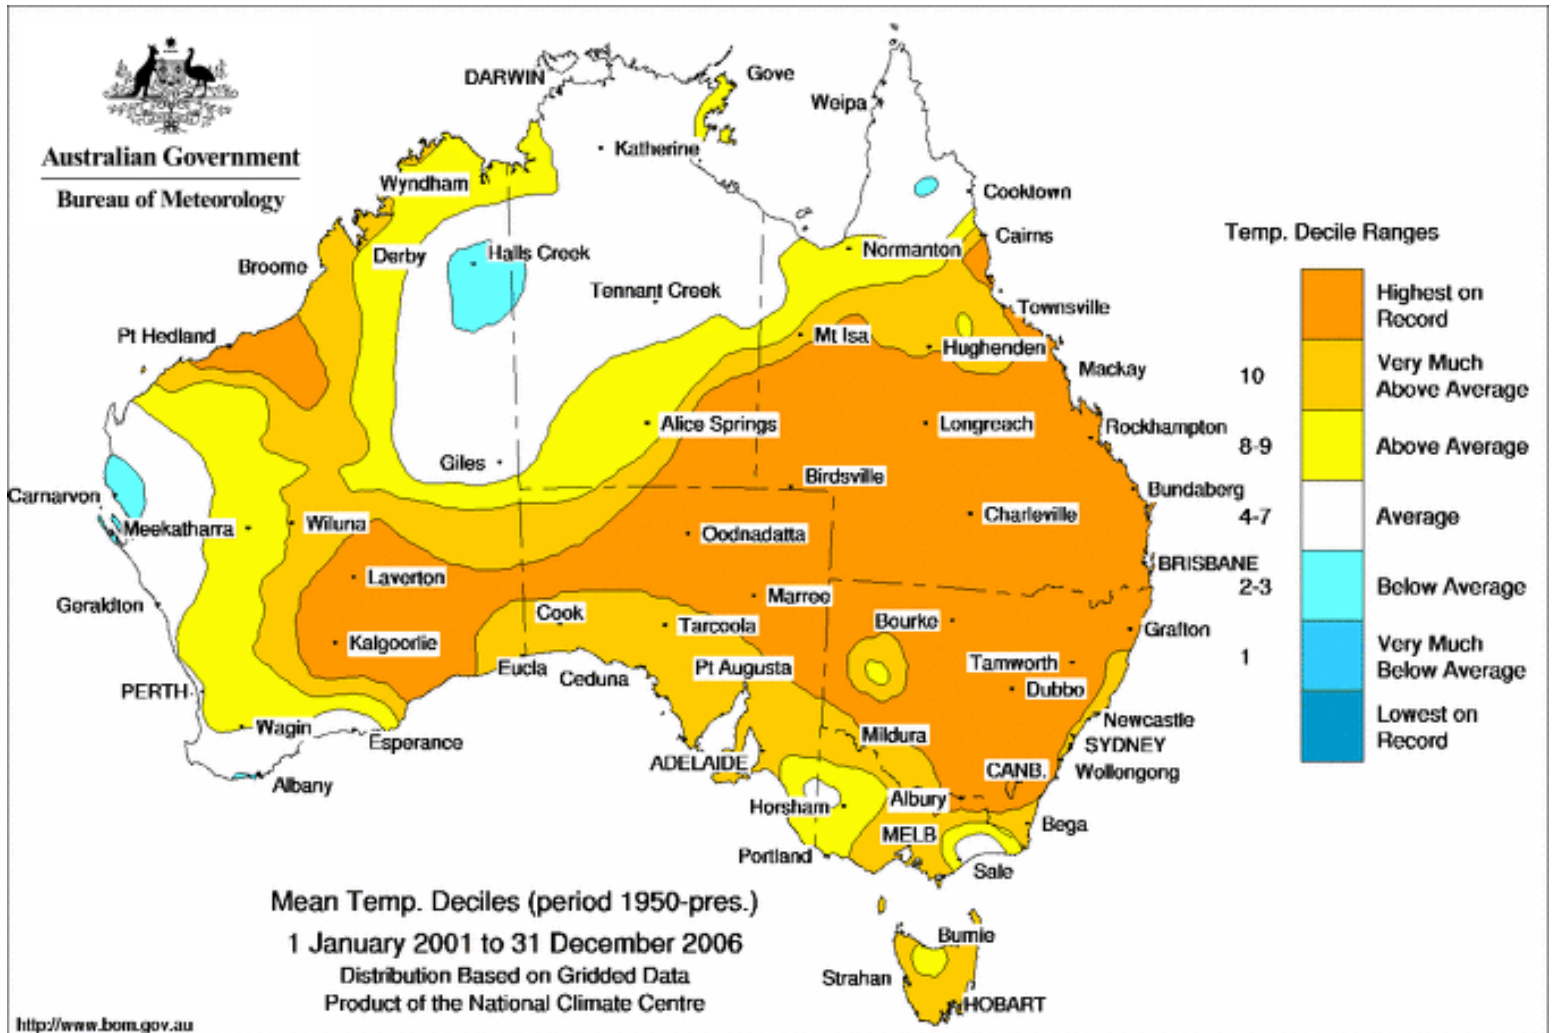 Australian Government
Bureau of Meteorology
DARWIN
Gove
Weipa
Katherine
Wyndham
Cooktown
Derby
Halls Creek
Normanton
Cairns
Broome
Tennant Creek
Townsville
Pt Hedland
Mt Isa
Hughenden
Mackay
Alice Springs
Longreach
Rockhampton
Giles
Birdsville
Bundaberg
Carnarvon
Meekatharra
Wiluna
Oodnadatta
Charleville
BRISBANE
Laverton
Geraldton
Cook
Marree
Bourke
Grafton
Kalgoorlie
Tarcoola
Tamworth
PERTH
Eucla
Ceduna
Pt Augusta
Dubbo
Wagin
Esperance
Mildura
Newcastle
SYDNEY
ADELAIDE
CANB.
Wollongong
Albany
Horsham
Albury
Bega
MELB
Portland
Sale
Burnie
Strahan
HOBART
Temp. Decile Ranges
Highest on
Record
10
Very Much
Above Average
8-9
Above Average
4-7
Average
2-3
Below Average
1
Very Much
Below Average
Lowest on
Record
Mean Temp. Deciles (period 1950-pres.)
1 January 2001 to 31 December 2006
Distribution Based on Gridded Data
Product of the National Climate Centre
http://www.bom.gov.au